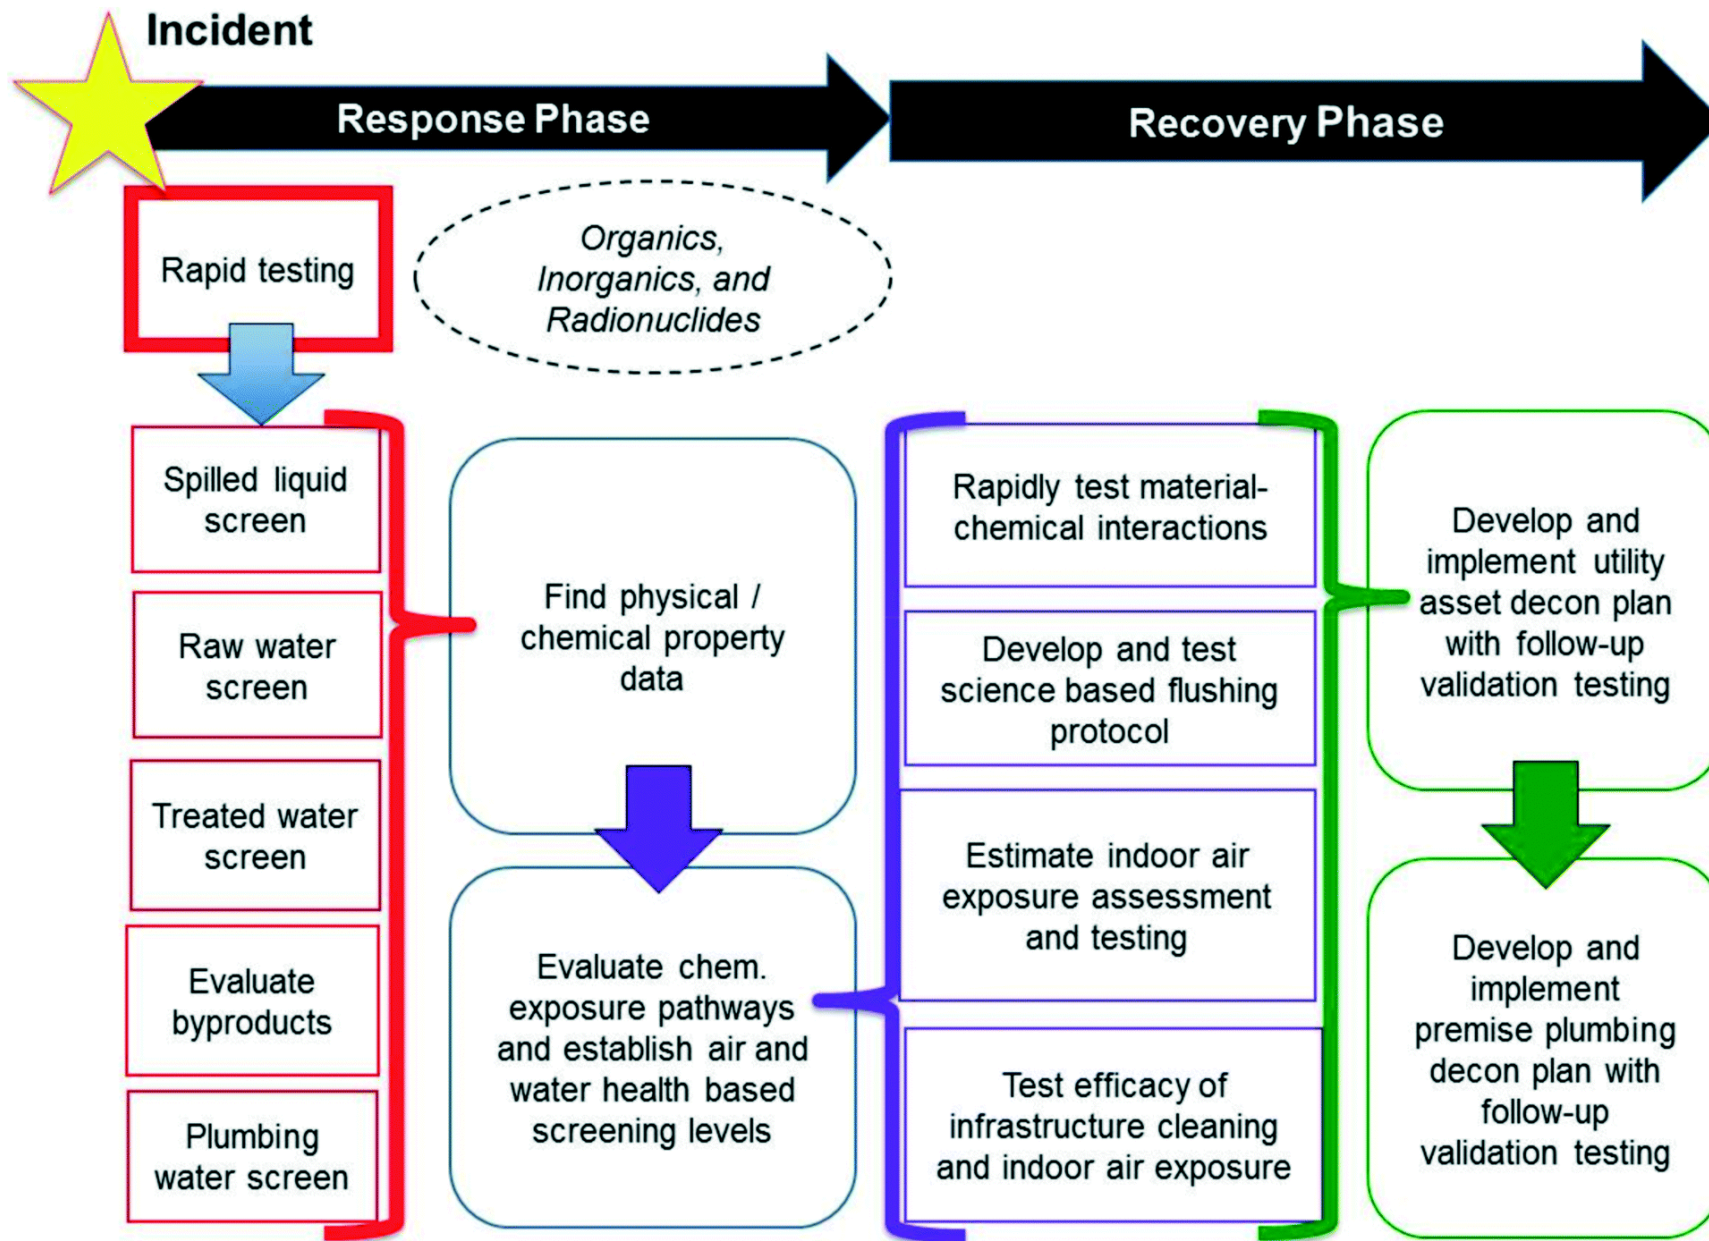 Incident
Response Phase
Recovery Phase
Rapid testing
Organics,
Inorganics, and
Radionuclides
Spilled liquid
screen
Raw water
screen
Treated water
screen
Evaluate
byproducts
Plumbing
water screen
Find physical /
chemical property
data
Evaluate chem.
exposure pathways
and establish air and
water health based
screening levels
Rapidly test material-
chemical interactions
Develop and test
science based flushing
protocol
Estimate indoor air
exposure assessment
and testing
Test efficacy of
infrastructure cleaning
and indoor air exposure
Develop and
implement utility
asset decon plan
with follow-up
validation testing
Develop and
implement
premise plumbing
decon plan with
follow-up
validation testing